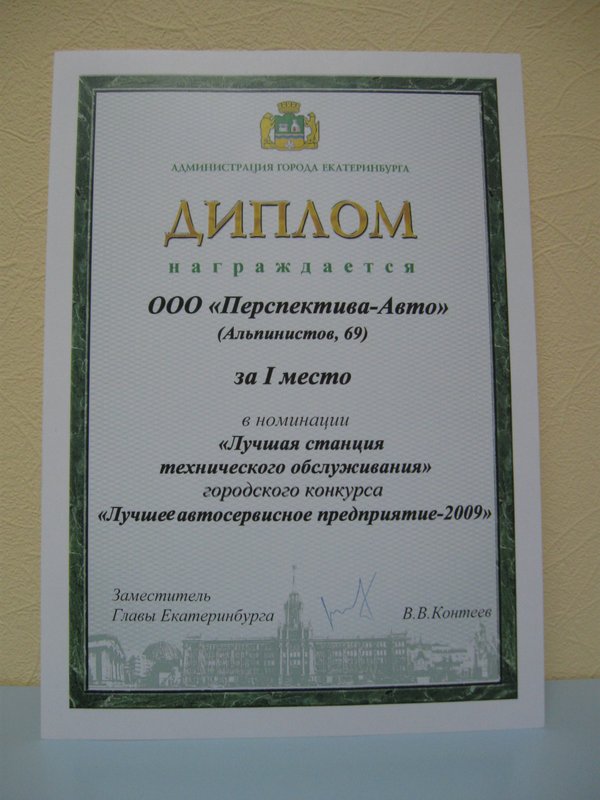 АДМИНИСТРАЦИЯ ГОРОДА ЕКАТЕРИНБУРГА
ДИПЛОМ
награждается
ООО «Перспектива-Авто»
(Альпинистов, 69)
за I место
в номинации
«Лучшая станция
технического обслуживания»
городского конкурса
«Лучшее автосервисное предприятие-2009»
Заместитель
Главы Екатеринбурга
В.В.Контеев